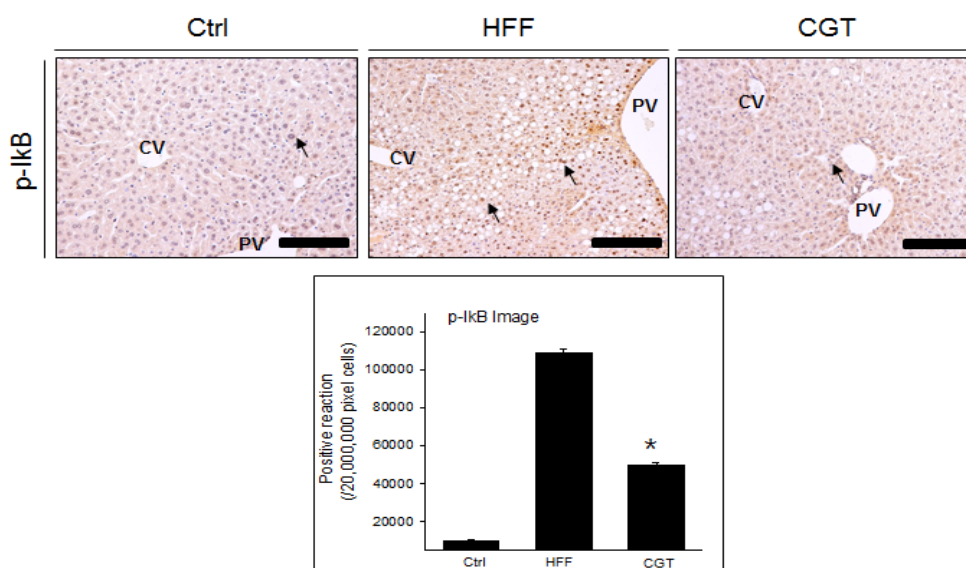 Ctrl HFF CGT
p-IkB
CV PV
CV PV
CV PV
p-IkB Image
Positive reaction
(/20,000,000 pixel cells)
120000
100000
80000
60000
40000
20000
*
Ctrl HFF CGT